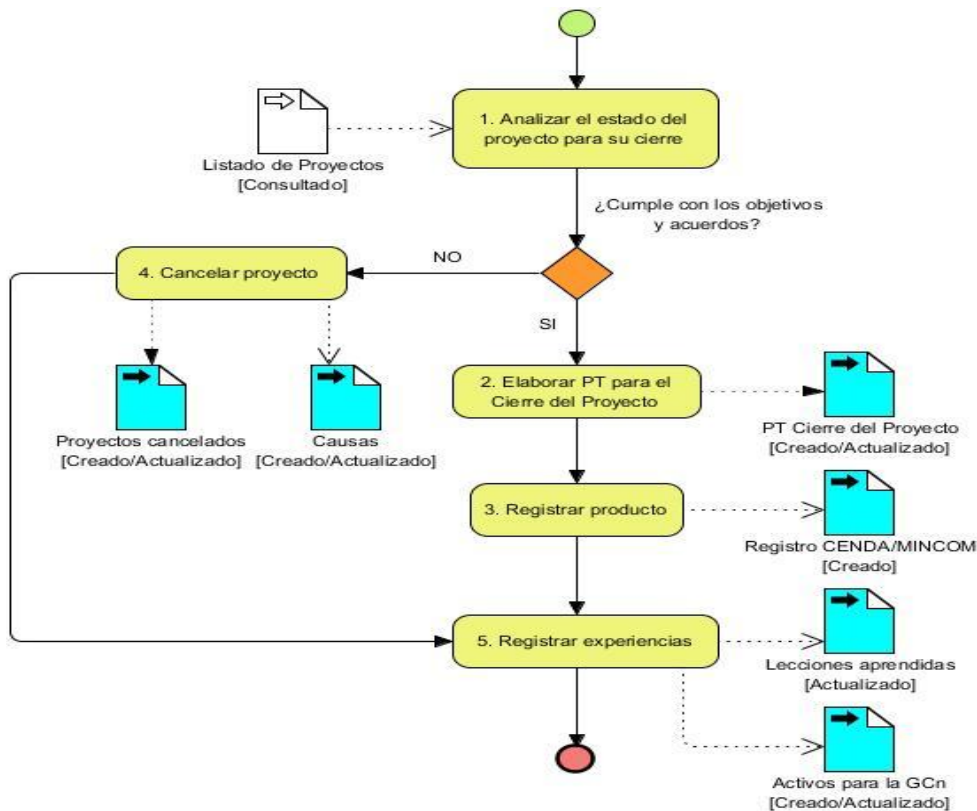 1. Analizar el estado del
proyecto para su cierre
Listado de Proyectos
[Consultado]
¿Cumple con los objetivos
y acuerdos?
NO
4. Cancelar proyecto
SI
2. Elaborar PT para el
Cierre del Proyecto
Proyectos cancelados
[Creado/Actualizado]
Causas
[Creado/Actualizado]
PT Cierre del Proyecto
[Creado/Actualizado]
3. Registrar producto
Registro CENDA/MINCOM
[Creado]
5. Registrar experiencias
Lecciones aprendidas
[Actualizado]
Activos para la GCn
[Creado/Actualizado]